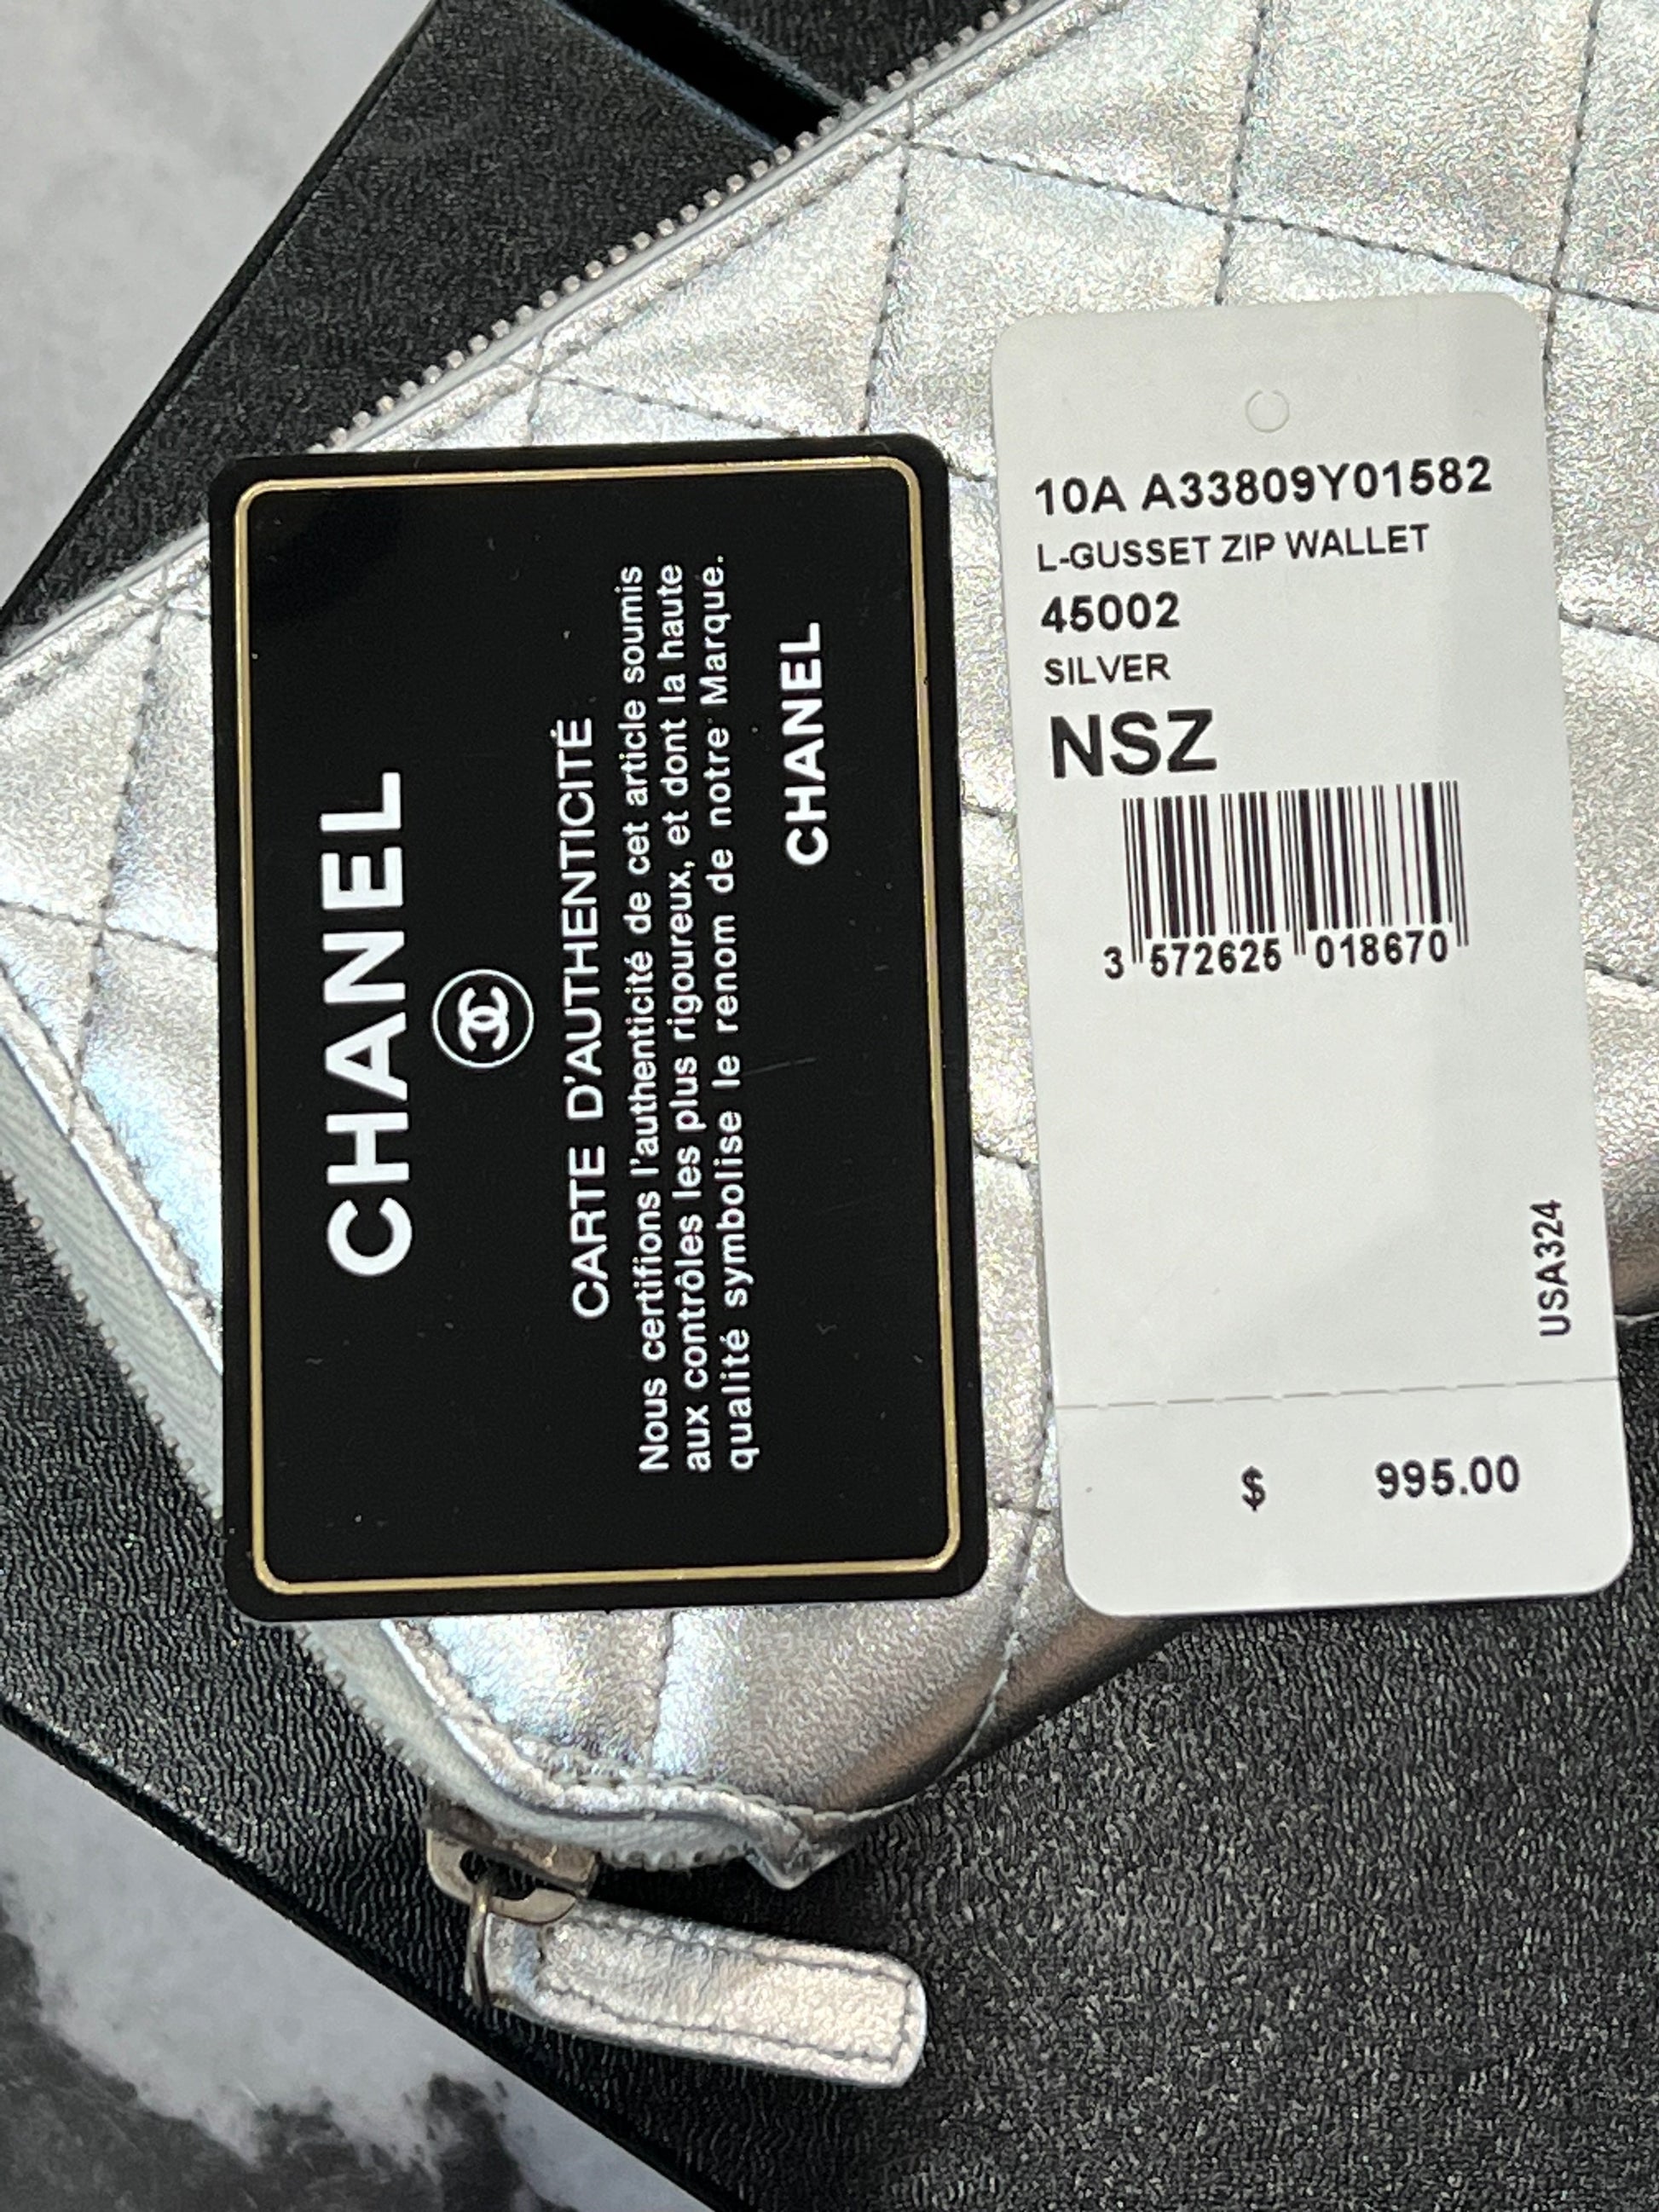 CHANEL
CARTE D'AUTHENTICITÉ
Nous certifions l'authenticité de cet article soumis
aux contrôles les plus rigoureux, et dont la haute
qualité symbolise le renom de notre Marque.
CHANEL
10A A33809Y01582
L-GUSSET ZIP WALLET
45002
SILVER
NSZ
3 572625 018670
USA324
$ 995.00